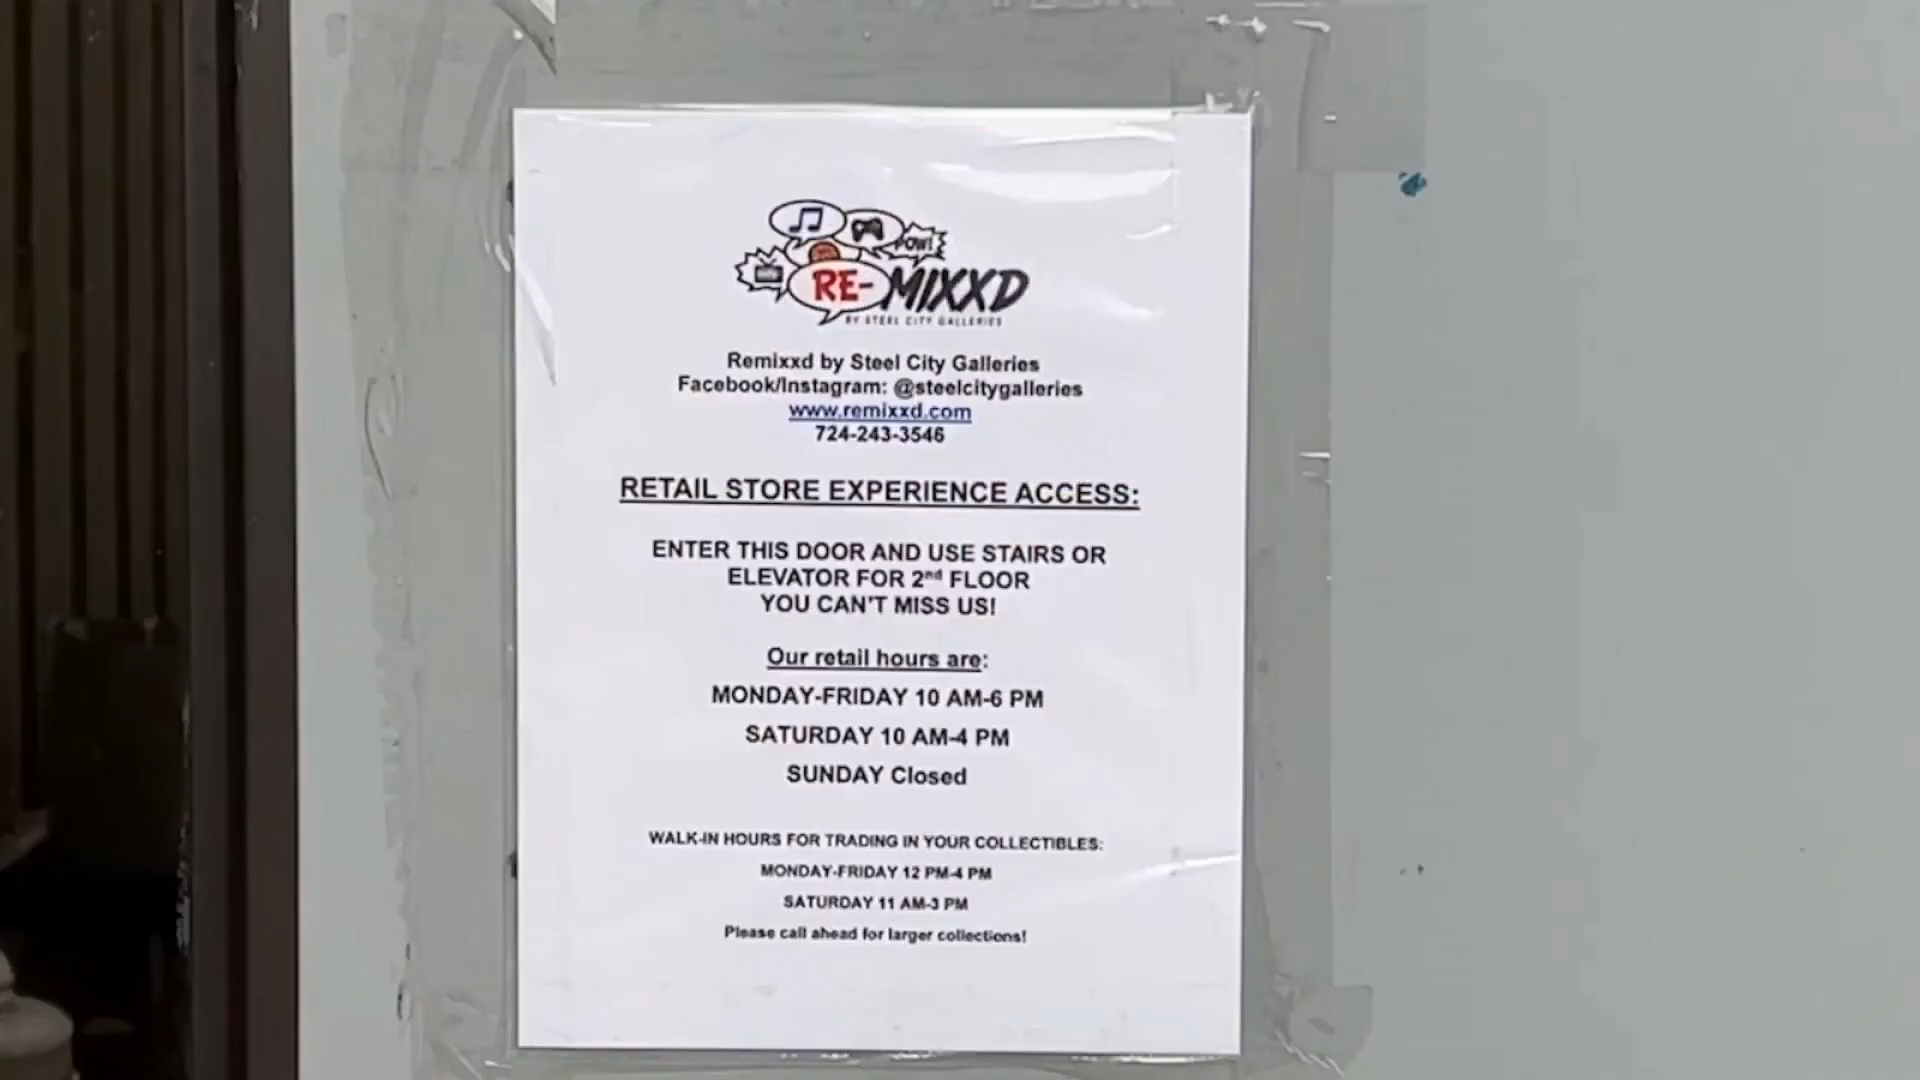 POW!
RE-MIXXD
BY STEEL CITY GALLERIES
Remixxd by Steel City Galleries
Facebook/Instagram: @steelcitygalleries
www.remixxd.com
724-243-3546
RETAIL STORE EXPERIENCE ACCESS:
ENTER THIS DOOR AND USE STAIRS OR
ELEVATOR FOR 2nd FLOOR
YOU CAN'T MISS US!
Our retail hours are:
MONDAY-FRIDAY 10 AM-6 PM
SATURDAY 10 AM-4 PM
SUNDAY Closed
WALK-IN HOURS FOR TRADING IN YOUR COLLECTIBLES:
MONDAY-FRIDAY 12 PM-4 PM
SATURDAY 11 AM-3 PM
Please call ahead for larger collections!